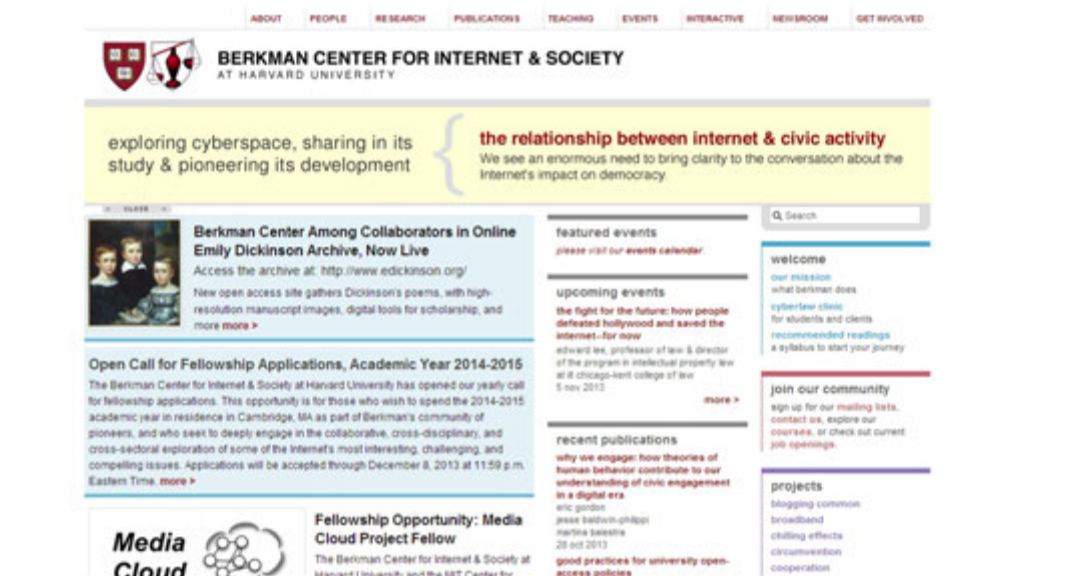 ABOUT PEOPLE RESEARCH PUBLICATIONS TEACHING EVENTS INTERACTIVE NEWSROOM GET INVOLVED
BERKMAN CENTER FOR INTERNET & SOCIETY
AT HARVARD UNIVERSITY
exploring cyberspace, sharing in its
study & pioneering its development
the relationship between internet & civic activity
We see an enormous need to bring clarity to the conversation about the
Internet's impact on democracy.
CLOSE
Berkman Center Among Collaborators in Online
Emily Dickinson Archive, Now Live
Access the archive at: http://www.edickinson.org/
New open access site gathers Dickinson's poems, with high-
resolution manuscript images, digital tools for scholarship, and
more more >
Open Call for Fellowship Applications, Academic Year 2014-2015
The Berkman Center for Internet & Society at Harvard University has opened our yearly call
for fellowship applications. This opportunity is for those who wish to spend the 2014-2015
academic year in residence in Cambridge, MA as part of Berkman's community of
pioneers, and who seek to deeply engage in the collaborative, cross-disciplinary, and
cross-sectoral exploration of some of the Internet's most interesting, challenging, and
compelling issues. Applications will be accepted through December 8, 2013 at 11:59 p.m.
Eastern Time. more >
Media
Cloud
Fellowship Opportunity: Media
Cloud Project Fellow
The Berkman Center for Internet & Society at
Harvard University and the MIT Center for
featured events
please visit our events calendar.
upcoming events
the fight for the future: how people
defeated hollywood and saved the
internet--for now
edward lee, professor of law & director
of the program in intellectual property law
at iit chicago-kent college of law
5 nov 2013
more >
recent publications
why we engage: how theories of
human behavior contribute to our
understanding of civic engagement
in a digital era
eric gordon
jesse baldwin-philippi
martina balestra
28 oct 2013
good practices for university open-
access policies
Search
welcome
our mission
what berkman does
cyberlaw clinic
for students and clients
recommended readings
a syllabus to start your journey
join our community
sign up for our mailing lists,
contact us, explore our
courses, or check out current
job openings.
projects
blogging common
broadband
chilling effects
circumvention
cooperation